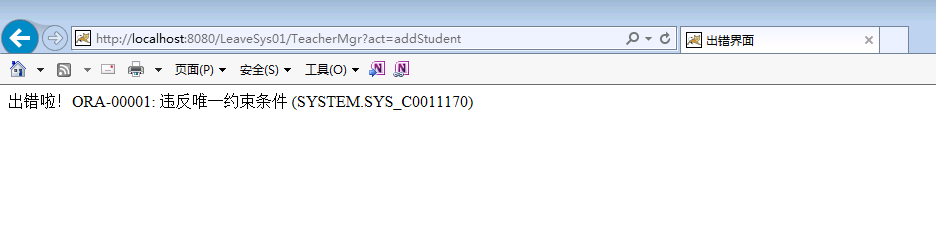 http://localhost:8080/LeaveSys01/TeacherMgr?act=addStudent
出错界面
页面(P) 安全(S) 工具(O)
出错啦！ORA-00001: 违反唯一约束条件 (SYSTEM.SYS_C0011170)